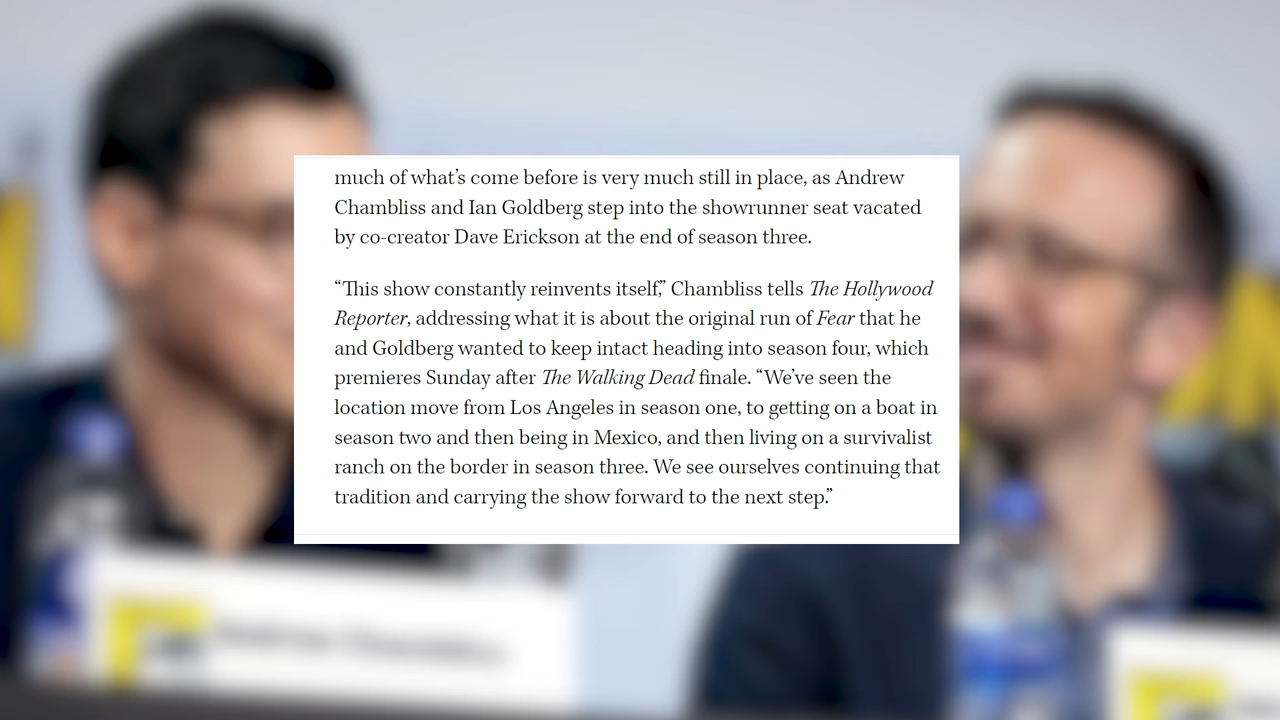 much of what’s come before is very much still in place, as Andrew
Chambliss and Ian Goldberg step into the showrunner seat vacated
by co-creator Dave Erickson at the end of season three.
“This show constantly reinvents itself,” Chambliss tells The Hollywood
Reporter, addressing what it is about the original run of Fear that he
and Goldberg wanted to keep intact heading into season four, which
premieres Sunday after The Walking Dead finale. “We’ve seen the
location move from Los Angeles in season one, to getting on a boat in
season two and then being in Mexico, and then living on a survivalist
ranch on the border in season three. We see ourselves continuing that
tradition and carrying the show forward to the next step.”